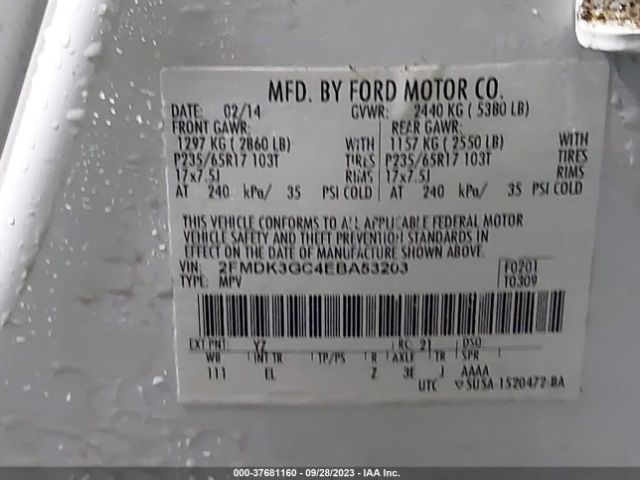 MFD. BY FORD MOTOR CO.
DATE: 02/14 GVWR: 2440 KG ( 5380 LB)
FRONT GAWR: REAR GAWR:
1297 KG ( 2860 LB) WITH 1157 KG ( 2550 LB) WITH
P235/65R17 103T TIRES P235/65R17 103T TIRES
17x7.5J RIMS 17x7.5J RIMS
AT 240 kPa/ 35 PSI COLD AT 240 kPa/ 35 PSI COLD
THIS VEHICLE CONFORMS TO ALL APPLICABLE FEDERAL MOTOR
VEHICLE SAFETY AND THEFT PREVENTION STANDARDS IN
EFFECT ON THE DATE OF MANUFACTURE SHOWN ABOVE.
VIN: 2FMDK3GC4EBA53203 F0201
TYPE: MPV T0309
EXT PNT: YZ RC: 21 DSO:
WB INT TR TP/PS R AXLE TR SPR
111 EL Z 3E J AAAA
UTC SUSA-1520472-BA
000-37681160 - 09/28/2023 - IAA Inc.